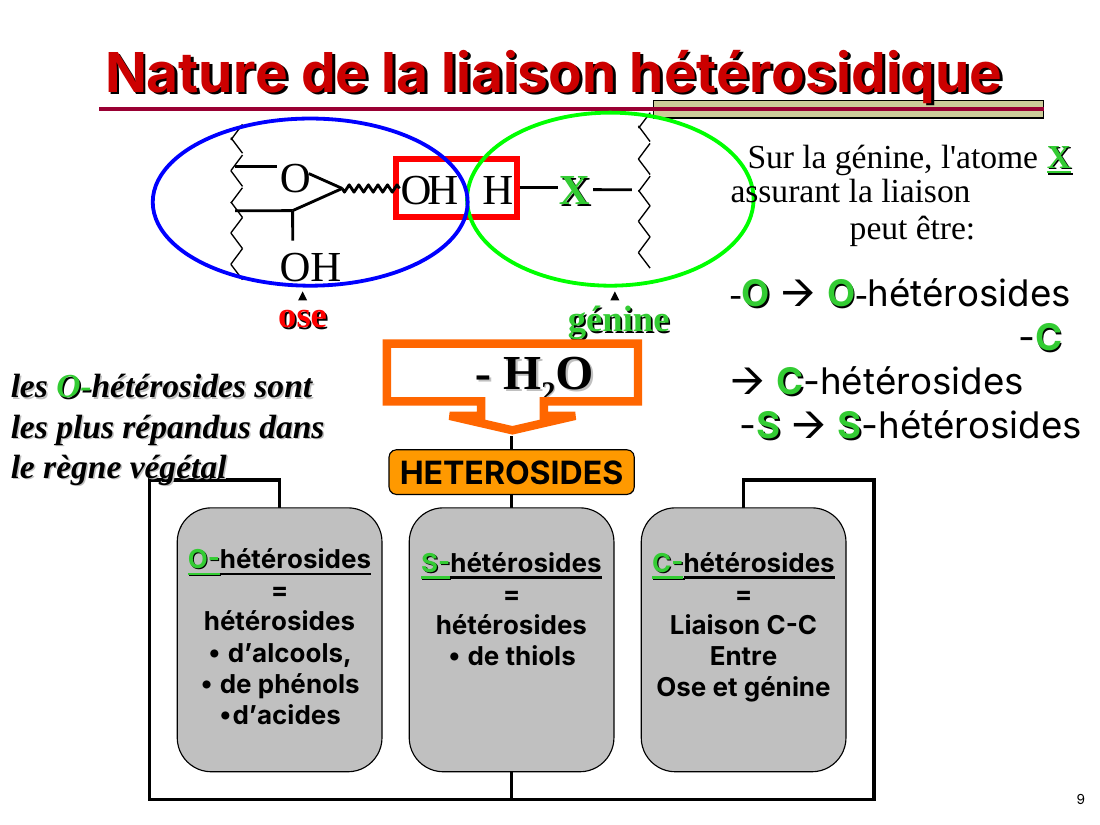 Nature de la liaison hétérosidique
O
OH H X
OH
ose
génine
Sur la génine, l'atome X
assurant la liaison
peut être:
-O → O-hétérosides
-C
→ C-hétérosides
-S → S-hétérosides
- H₂O
les O-hétérosides sont
les plus répandus dans
le règne végétal
HETEROSIDES
O-hétérosides
=
hétérosides
• d’alcools,
• de phénols
•d’acides
S-hétérosides
=
hétérosides
• de thiols
C-hétérosides
=
Liaison C-C
Entre
Ose et génine
9